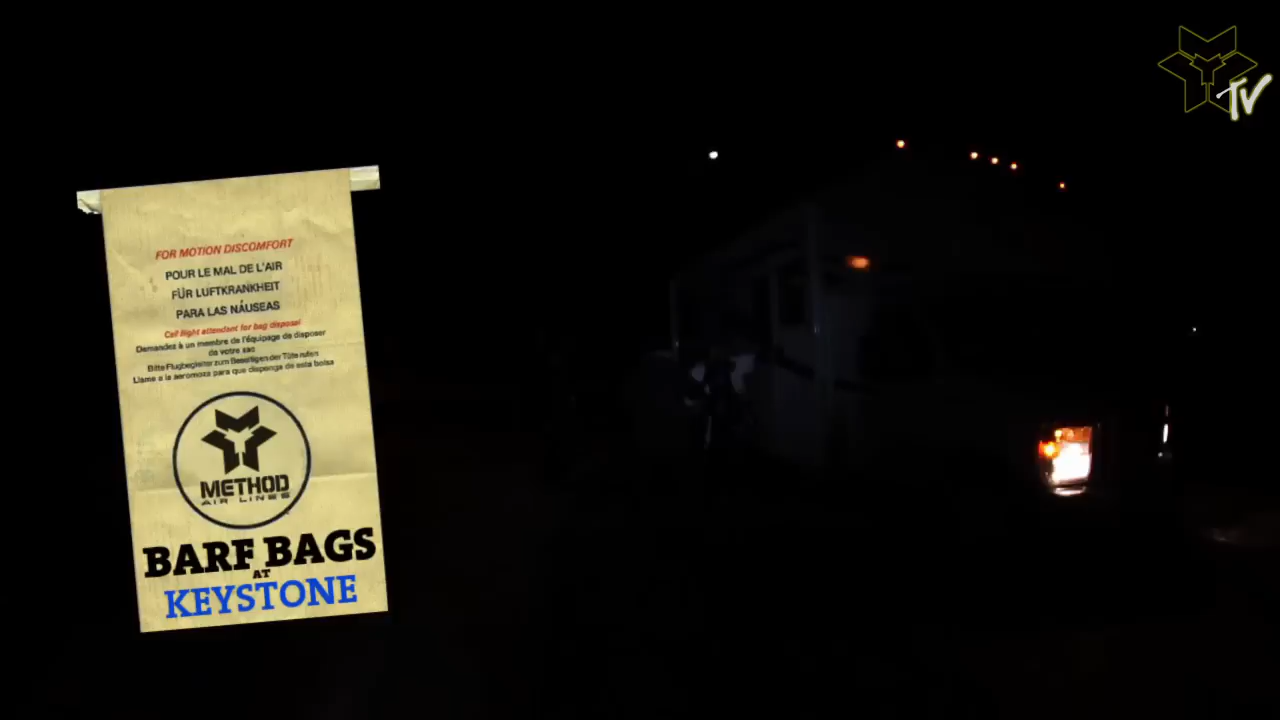 TV
FOR MOTION DISCOMFORT
POUR LE MAL DE L'AIR
FÜR LUFTKRANKHEIT
PARA LAS NÁUSEAS
Call flight attendant for bag disposal
Demandez à un membre de l'équipage de disposer
de votre sac
Bitte Flugbegleiter zum Beseitigen der Tüte rufen
Llame a la aeromoza para que disponga de esta bolsa
METHOD
AIR LINES
BARF BAGS
AT
KEYSTONE